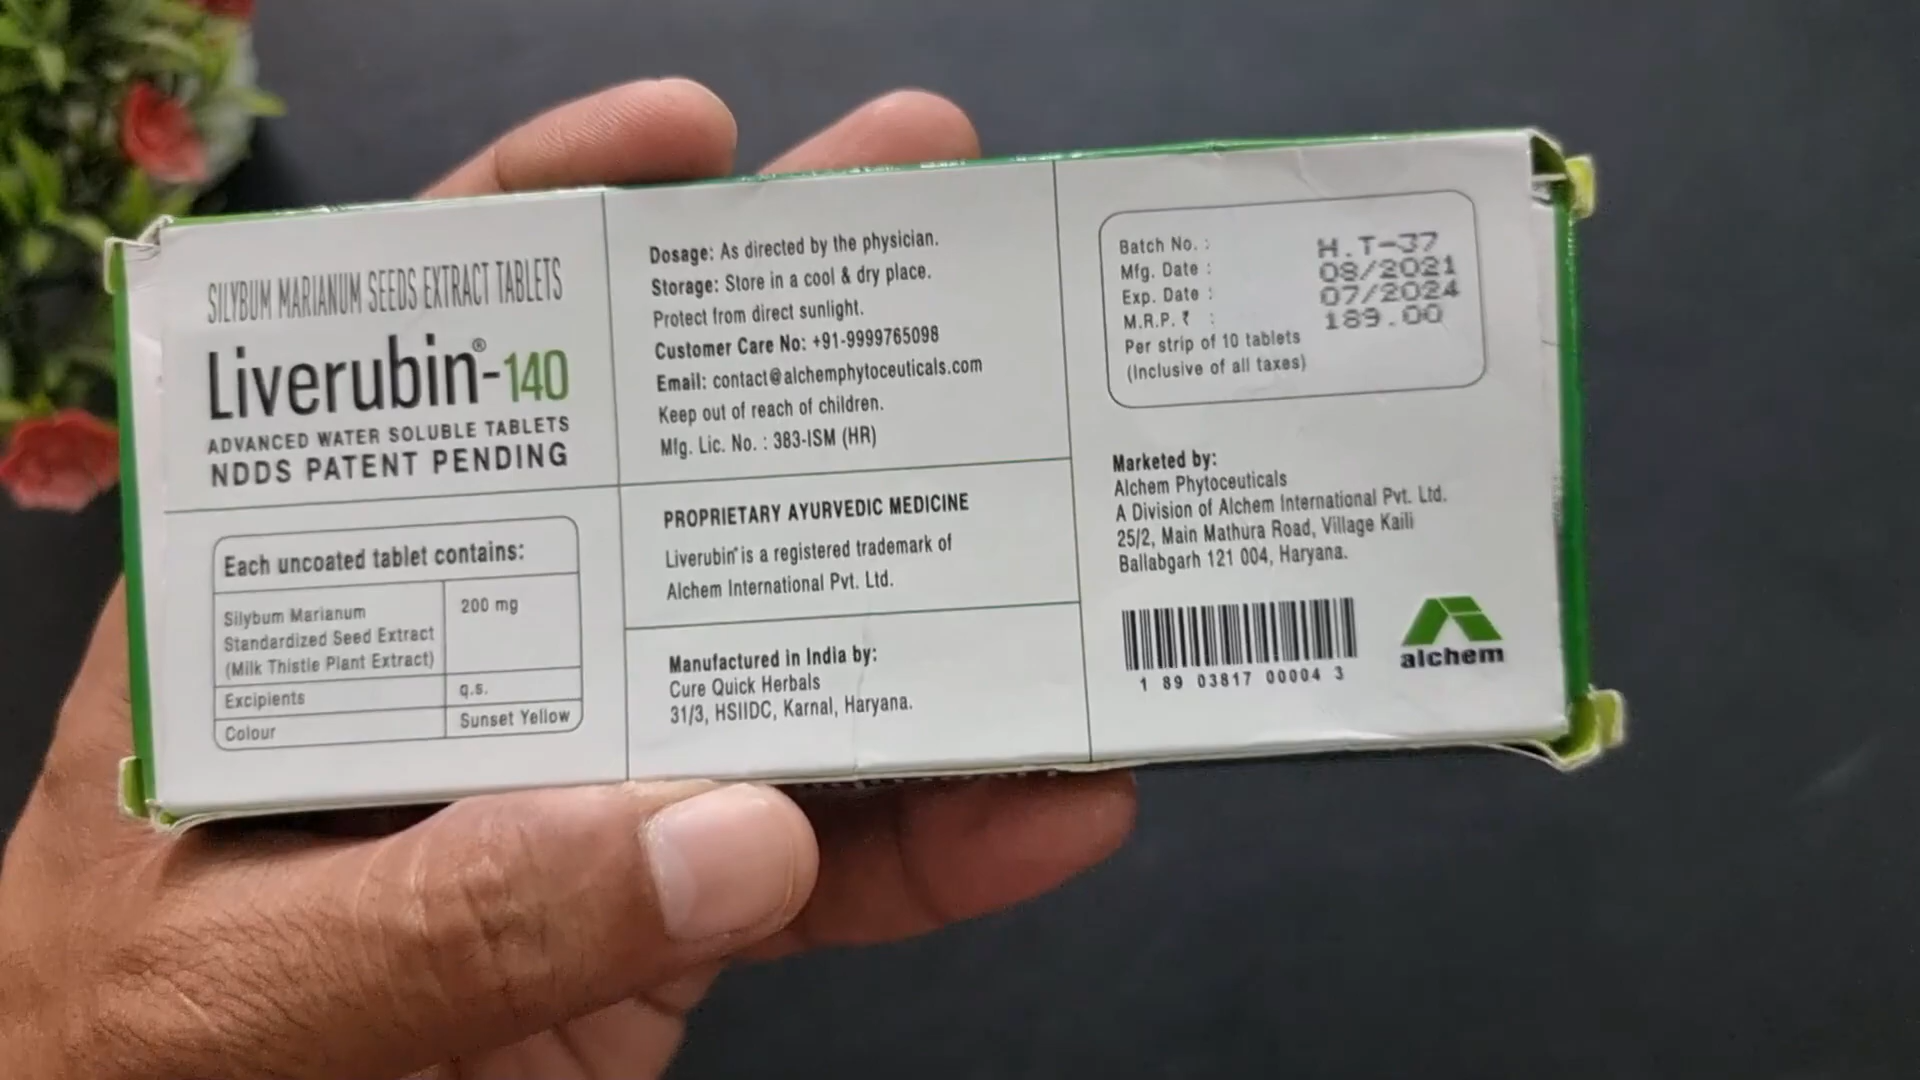 SILYBUM MARIANUM SEEDS EXTRACT TABLETS
Liverubin®-140
ADVANCED WATER SOLUBLE TABLETS
NDDS PATENT PENDING
Each uncoated tablet contains:
Silybum Marianum
Standardized Seed Extract
(Milk Thistle Plant Extract)
200 mg
Excipients
q.s.
Colour
Sunset Yellow
Dosage: As directed by the physician.
Storage: Store in a cool & dry place.
Protect from direct sunlight.
Customer Care No: +91-9999765098
Email: contact@alchemphytoceuticals.com
Keep out of reach of children.
Mfg. Lic. No. : 383-ISM (HR)
PROPRIETARY AYURVEDIC MEDICINE
Liverubin® is a registered trademark of
Alchem International Pvt. Ltd.
Manufactured in India by:
Cure Quick Herbals
31/3, HSIIDC, Karnal, Haryana.
Batch No. : H.T-37
Mfg. Date : 08/2021
Exp. Date : 07/2024
M.R.P. ₹ : 189.00
Per strip of 10 tablets
(Inclusive of all taxes)
Marketed by:
Alchem Phytoceuticals
A Division of Alchem International Pvt. Ltd.
25/2, Main Mathura Road, Village Kaili
Ballabgarh 121 004, Haryana.
1 89 03817 00004 3
alchem